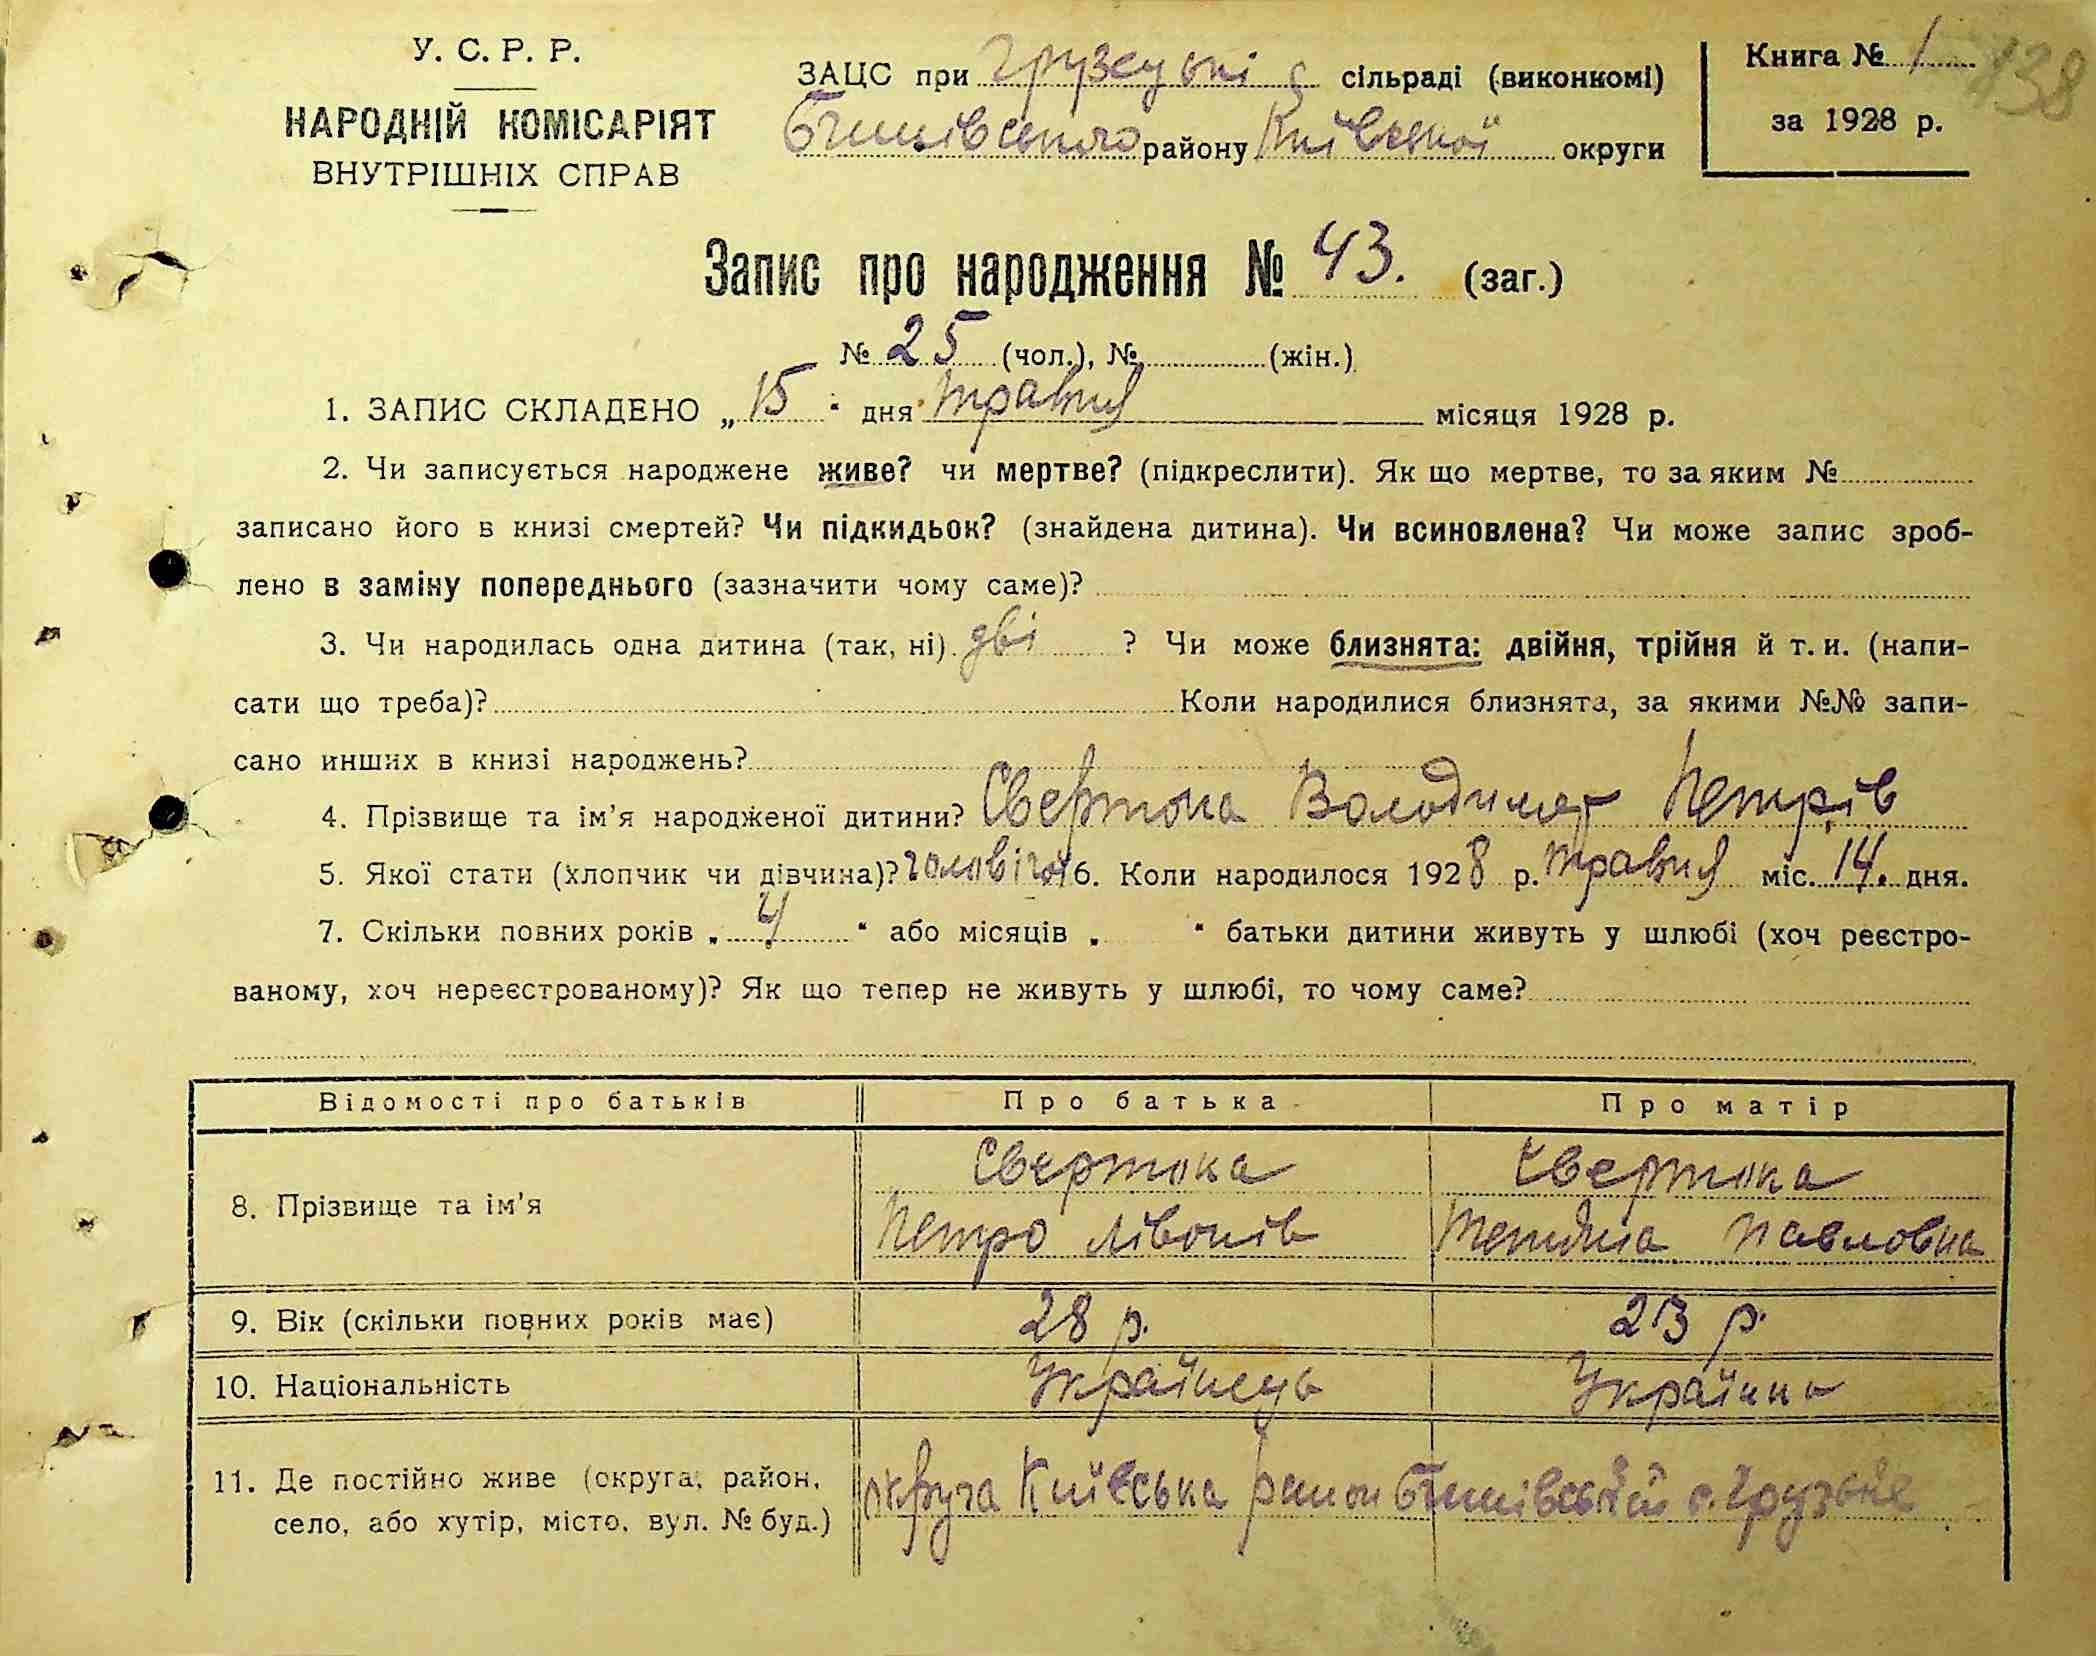 У. С. Р. Р.
НАРОДНІЙ КОМІСАРІЯТ
ВНУТРІШНІХ СПРАВ
ЗАЦС при Грузецькі с сільраді (виконкомі)
Бишівського району Київської округи
Книга № 1
за 1928 р.
138
Запис про народження № 43. (заг.)
№ 25 (чол.), № (жін.)
1. ЗАПИС СКЛАДЕНО „ 15 “ дня травня місяця 1928 р.
2. Чи записується народжене живе? чи мертве? (підкреслити). Як що мертве, то за яким №
записано його в книзі смертей? Чи підкидьок? (знайдена дитина). Чи всиновлена? Чи може запис зроб-
лено в заміну попереднього (зазначити чому саме)?
3. Чи народилась одна дитина (так, ні). дві ? Чи може близнята: двійня, трійня й т. и. (напи-
сати що треба)? Коли народилися близнята, за якими №№ запи-
сано инших в книзі народжень?
4. Прізвище та ім’я народженої дитини? Свертока Володимер Петрів
5. Якої стати (хлопчик чи дівчина)? 6. Коли народилося 1928 р. травня міс. 14. дня.
7. Скільки повних років „ 4 “ або місяців „ “ батьки дитини живуть у шлюбі (хоч реєстро-
ваному, хоч нереєстрованому)? Як що тепер не живуть у шлюбі, то чому саме?
Відомості про батьків Про батька Про матір
8. Прізвище та ім’я
Свертока Свертока
Петро Тетяна Павловна
9. Вік (скільки повних років має) 28 р. 23 р.
10. Національність Українець Українка
11. Де постійно живе (округа, район,
село, або хутір, місто, вул. № буд.)
округа Київська район Бишівський с. Грузьке